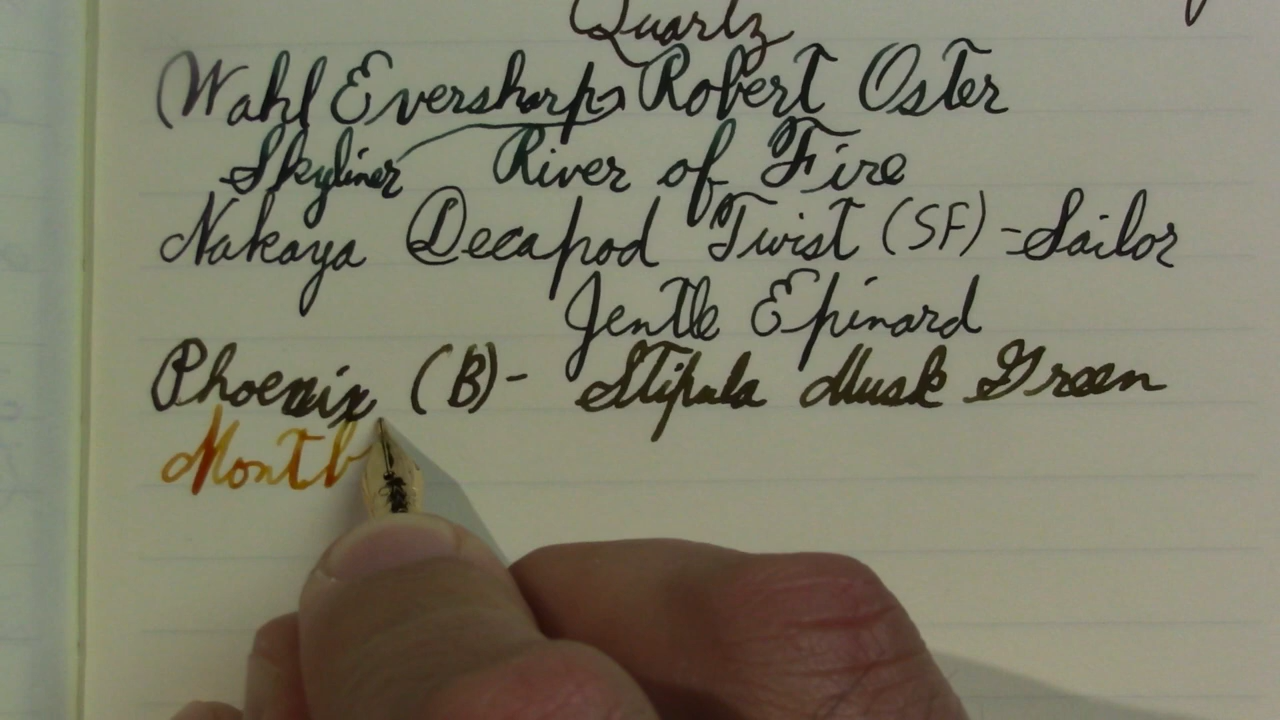 Quartz
Wahl Eversharp Robert Oster
Skyliner River of Fire
Nakaya Decapod Twist (SF) - Sailor
Jentle Epinard
Phoenix (B) - Stipula Musk Green
Montb